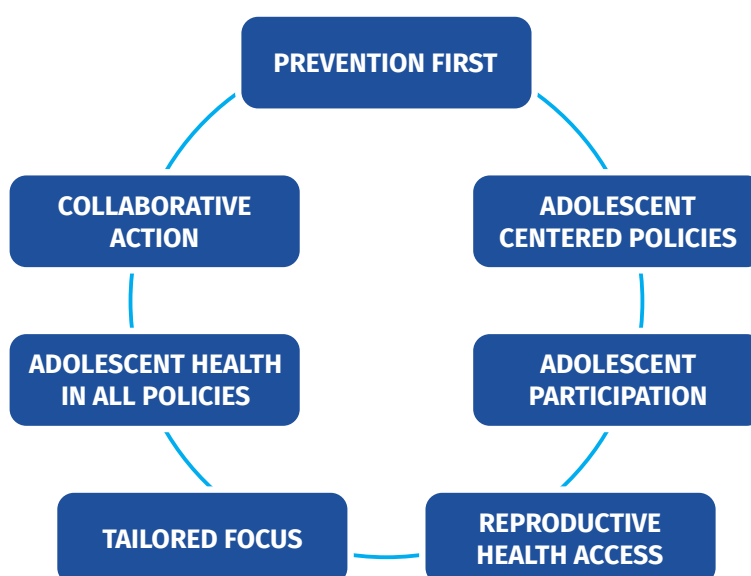 PREVENTION FIRST
ADOLESCENT
CENTERED POLICIES
ADOLESCENT
PARTICIPATION
REPRODUCTIVE
HEALTH ACCESS
TAILORED FOCUS
ADOLESCENT HEALTH
IN ALL POLICIES
COLLABORATIVE
ACTION